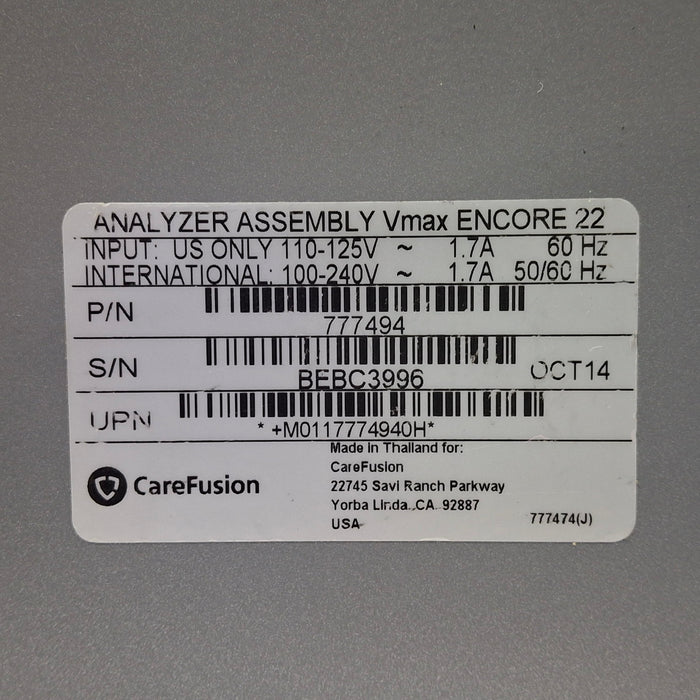 ANALYZER ASSEMBLY Vmax ENCORE 22
INPUT: US ONLY 110-125V ~ 1.7A 60 Hz
INTERNATIONAL: 100-240V ~ 1.7A 50/60 Hz
P/N
777494
S/N
BEBC3996
OCT14
UPN
* +M0117774940H*
CareFusion
Made in Thailand for:
CareFusion
22745 Savi Ranch Parkway
Yorba Linda, CA. 92887
USA
777474(J)